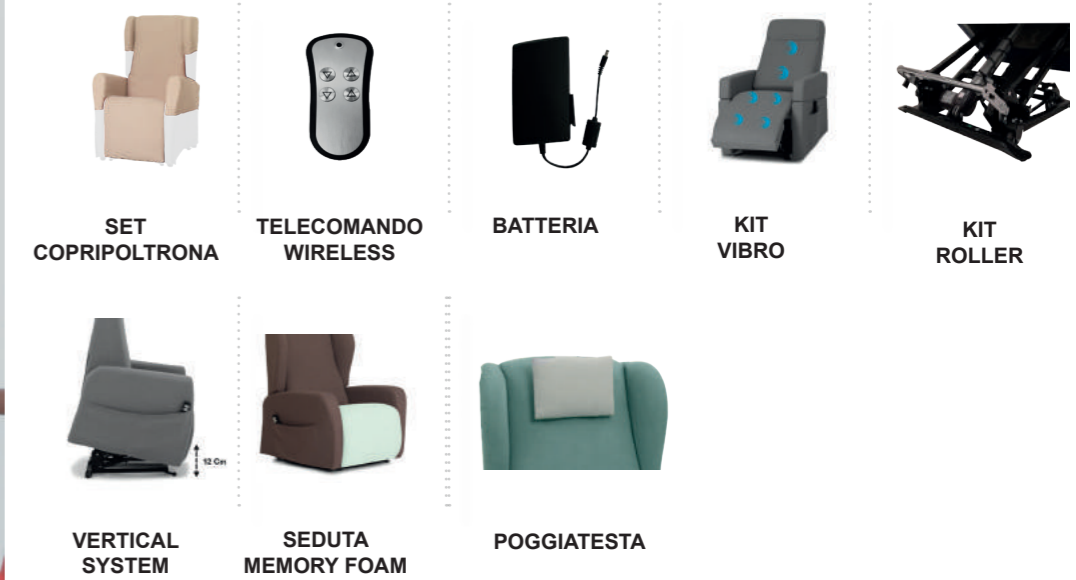 SET
COPRIPOLTRONA
TELECOMANDO
WIRELESS
BATTERIA
KIT
VIBRO
KIT
ROLLER
12 Cm
VERTICAL
SYSTEM
SEDUTA
MEMORY FOAM
POGGIATESTA